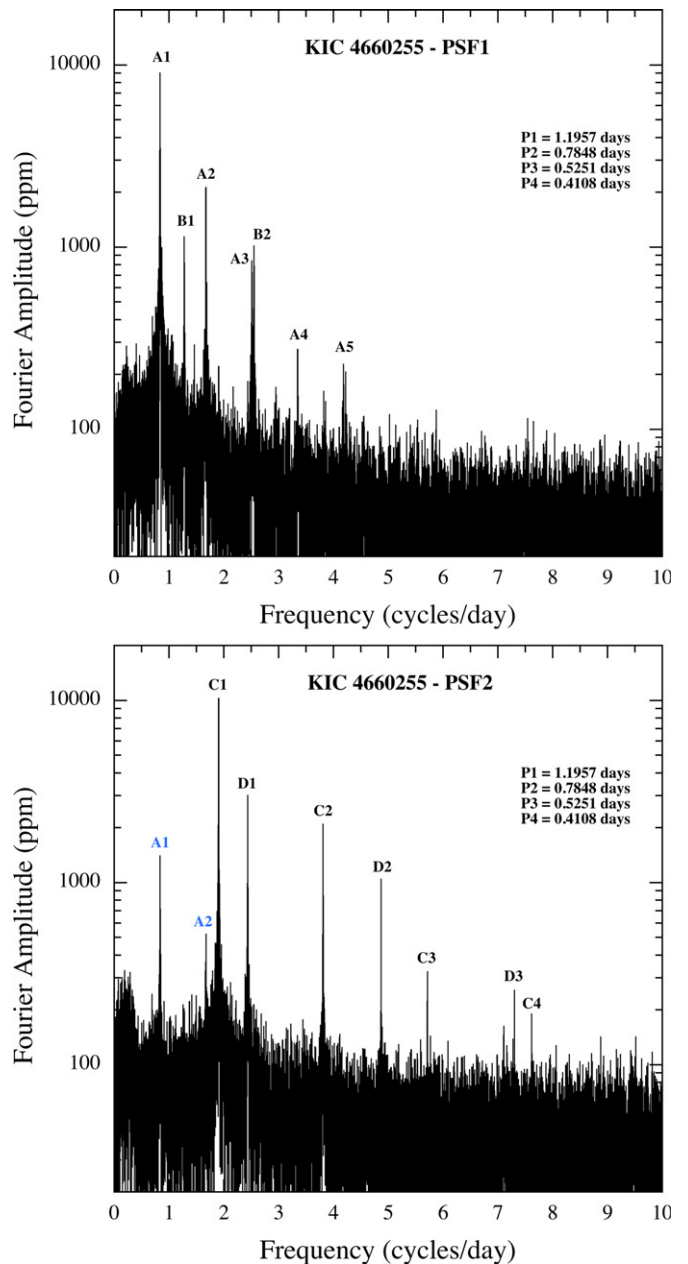 KIC 4660255 - PSF1
A1
A2
B1
A3
B2
A4
A5
P1 = 1.1957 days
P2 = 0.7848 days
P3 = 0.5251 days
P4 = 0.4108 days
10000
1000
100
Fourier Amplitude (ppm)
0 1 2 3 4 5 6 7 8 9 10
Frequency (cycles/day)
KIC 4660255 - PSF2
C1
D1
C2
A1
D2
A2
C3
D3
C4
P1 = 1.1957 days
P2 = 0.7848 days
P3 = 0.5251 days
P4 = 0.4108 days
10000
1000
100
Fourier Amplitude (ppm)
0 1 2 3 4 5 6 7 8 9 10
Frequency (cycles/day)